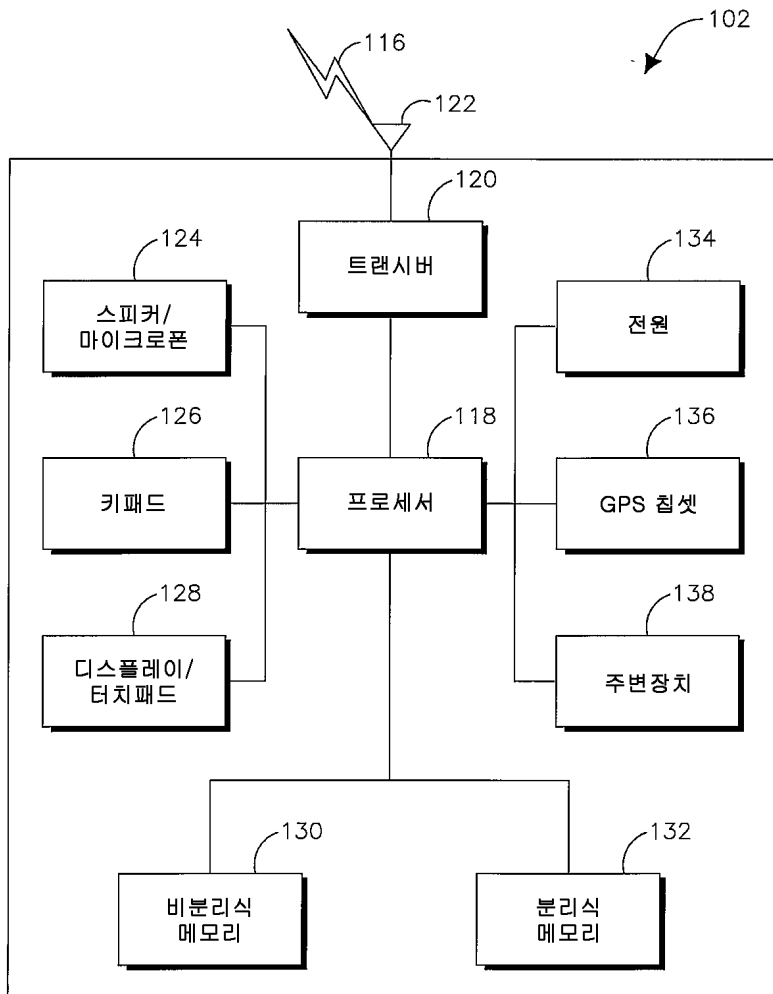 116
102
122
120
트랜시버
124
스피커/
마이크로폰
134
전원
126
키패드
118
프로세서
136
GPS 칩셋
128
디스플레이/
터치패드
138
주변장치
130
비분리식
메모리
132
분리식
메모리